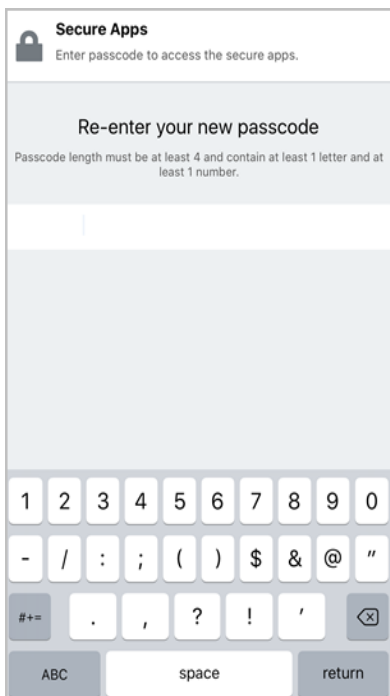 Secure Apps
Enter passcode to access the secure apps.
Re-enter your new passcode
Passcode length must be at least 4 and contain at least 1 letter and at
least 1 number.
1 2 3 4 5 6 7 8 9 0
- / : ; ( ) $ & @ "
#+= . , ? ! '
ABC space return